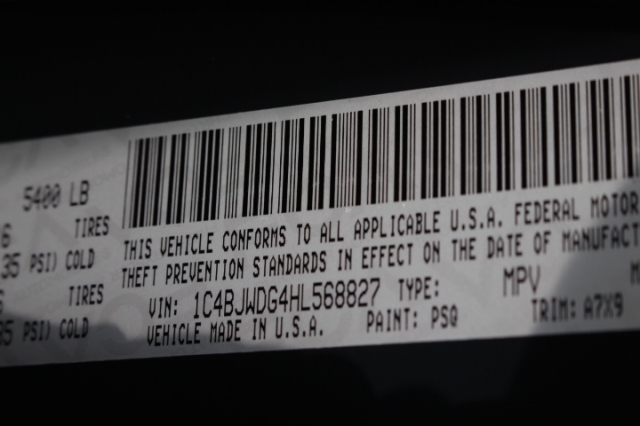 5400 LB
6 TIRES
35 PSI) COLD
TIRES
35 PSI) COLD
THIS VEHICLE CONFORMS TO ALL APPLICABLE U.S.A. FEDERAL MOTOR
THEFT PREVENTION STANDARDS IN EFFECT ON THE DATE OF MANUFACT
VIN: 1C4BJWDG4HL568827 TYPE: MPV
VEHICLE MADE IN U.S.A. PAINT: PSQ TRIM: A7X9